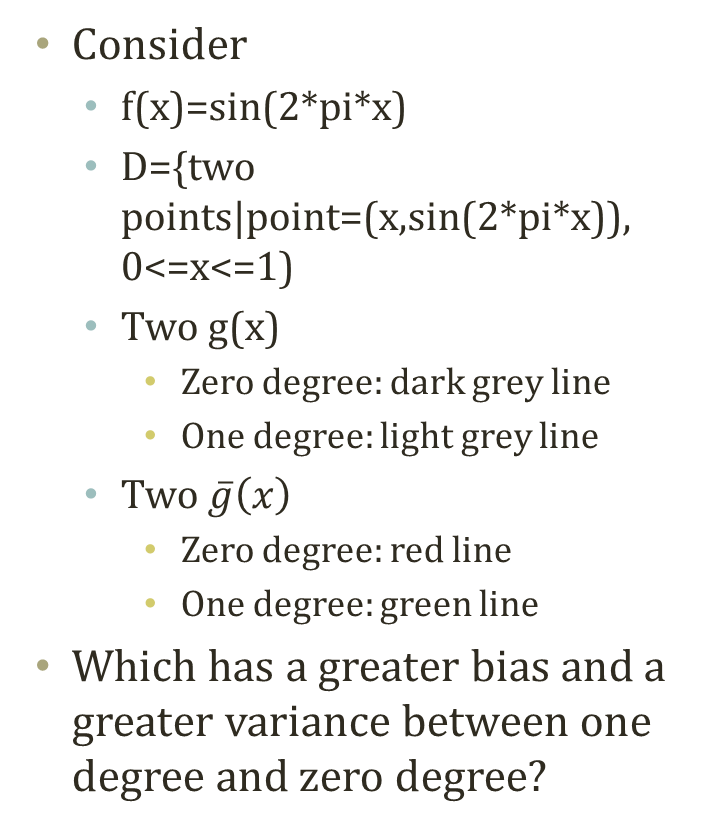 • Consider
• f(x)=sin(2*pi*x)
• D={two
points|point=(x,sin(2*pi*x)),
0<=x<=1)
• Two g(x)
• Zero degree: dark grey line
• One degree: light grey line
• Two ḡ(x)
• Zero degree: red line
• One degree: green line
• Which has a greater bias and a
greater variance between one
degree and zero degree?